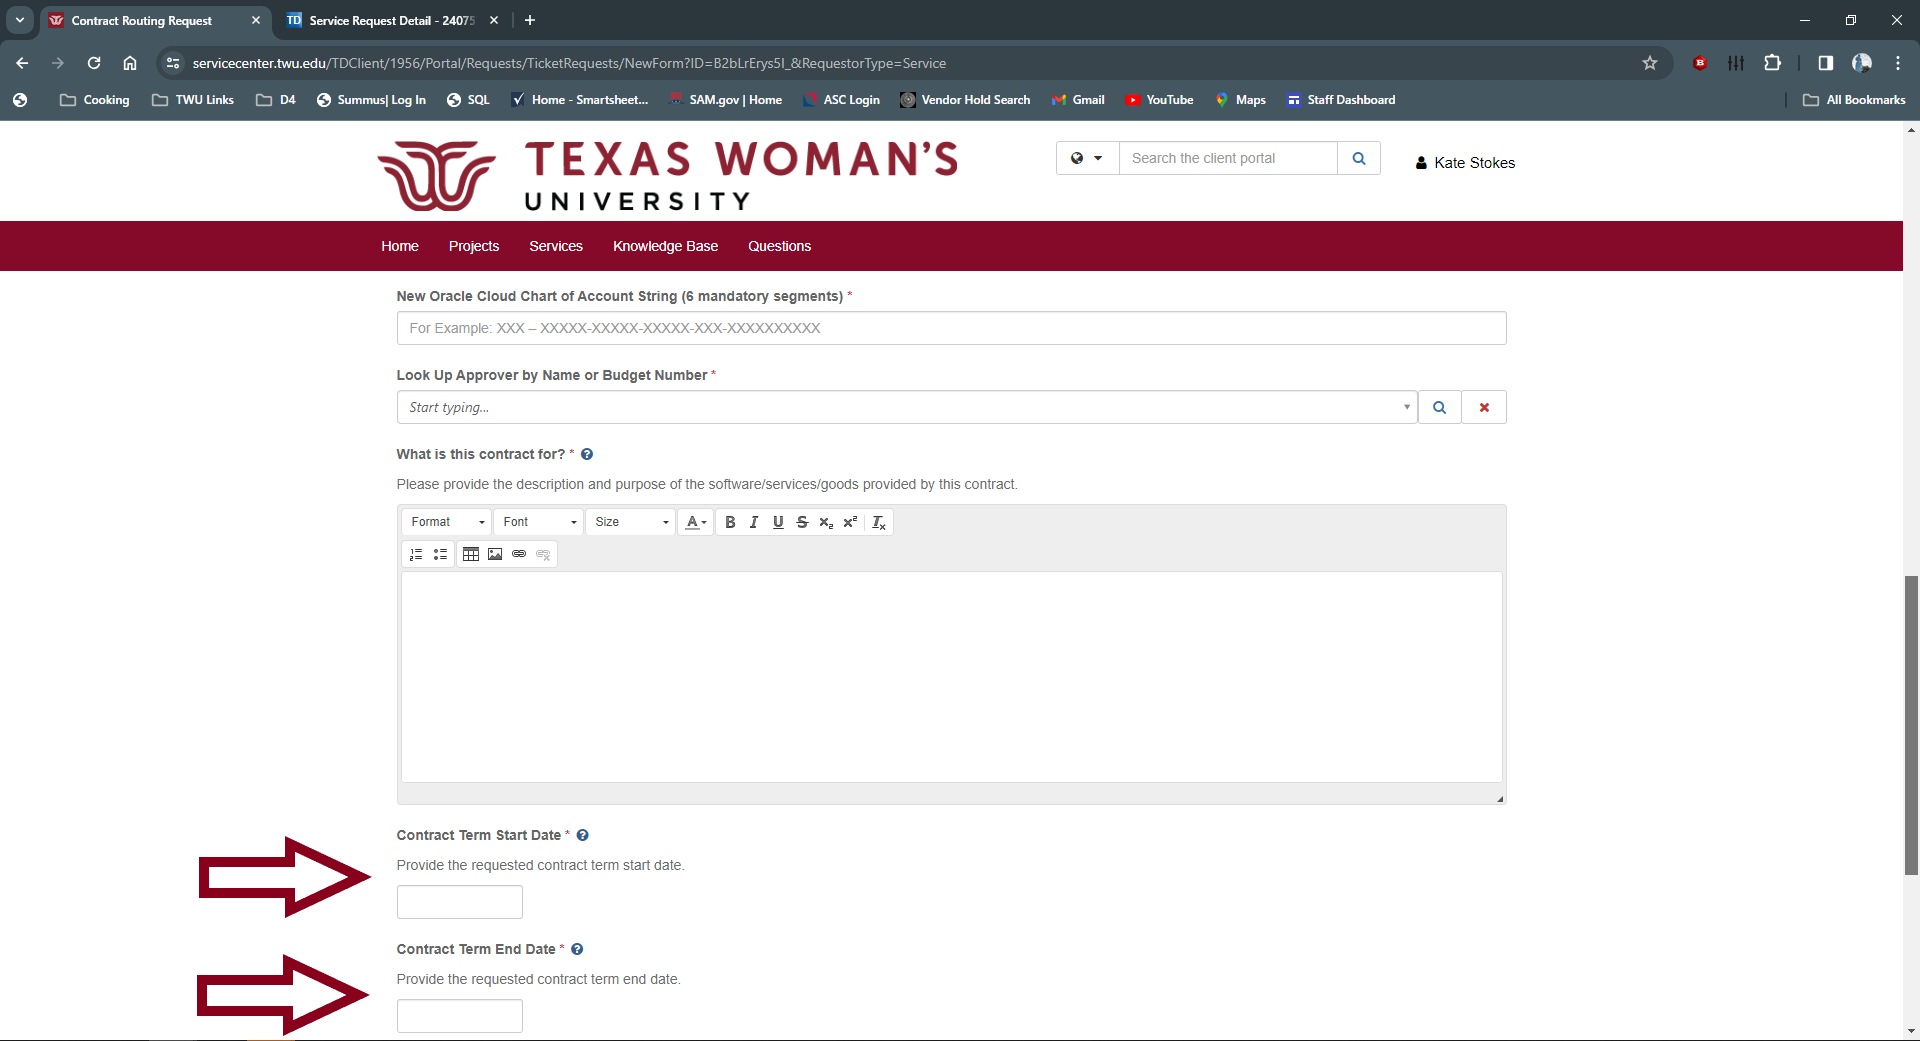 Contract Routing Request
TD Service Request Detail - 24075
servicecenter.twu.edu/TDClient/1956/Portal/Requests/TicketRequests/NewForm?ID=B2bLrErys5I_&RequestorType=Service
Cooking TWU Links D4 Summus| Log In SQL Home - Smartsheet... SAM.gov | Home ASC Login Vendor Hold Search Gmail YouTube Maps Staff Dashboard All Bookmarks
TEXAS WOMAN'S
UNIVERSITY
Search the client portal
Kate Stokes
Home Projects Services Knowledge Base Questions
New Oracle Cloud Chart of Account String (6 mandatory segments) *
For Example: XXX – XXXXX-XXXXX-XXXXX-XXX-XXXXXXXXXX
Look Up Approver by Name or Budget Number *
Start typing...
What is this contract for? * ?
Please provide the description and purpose of the software/services/goods provided by this contract.
Format Font Size A B I U S x2 x2 Tx
Contract Term Start Date * ?
Provide the requested contract term start date.
Contract Term End Date * ?
Provide the requested contract term end date.